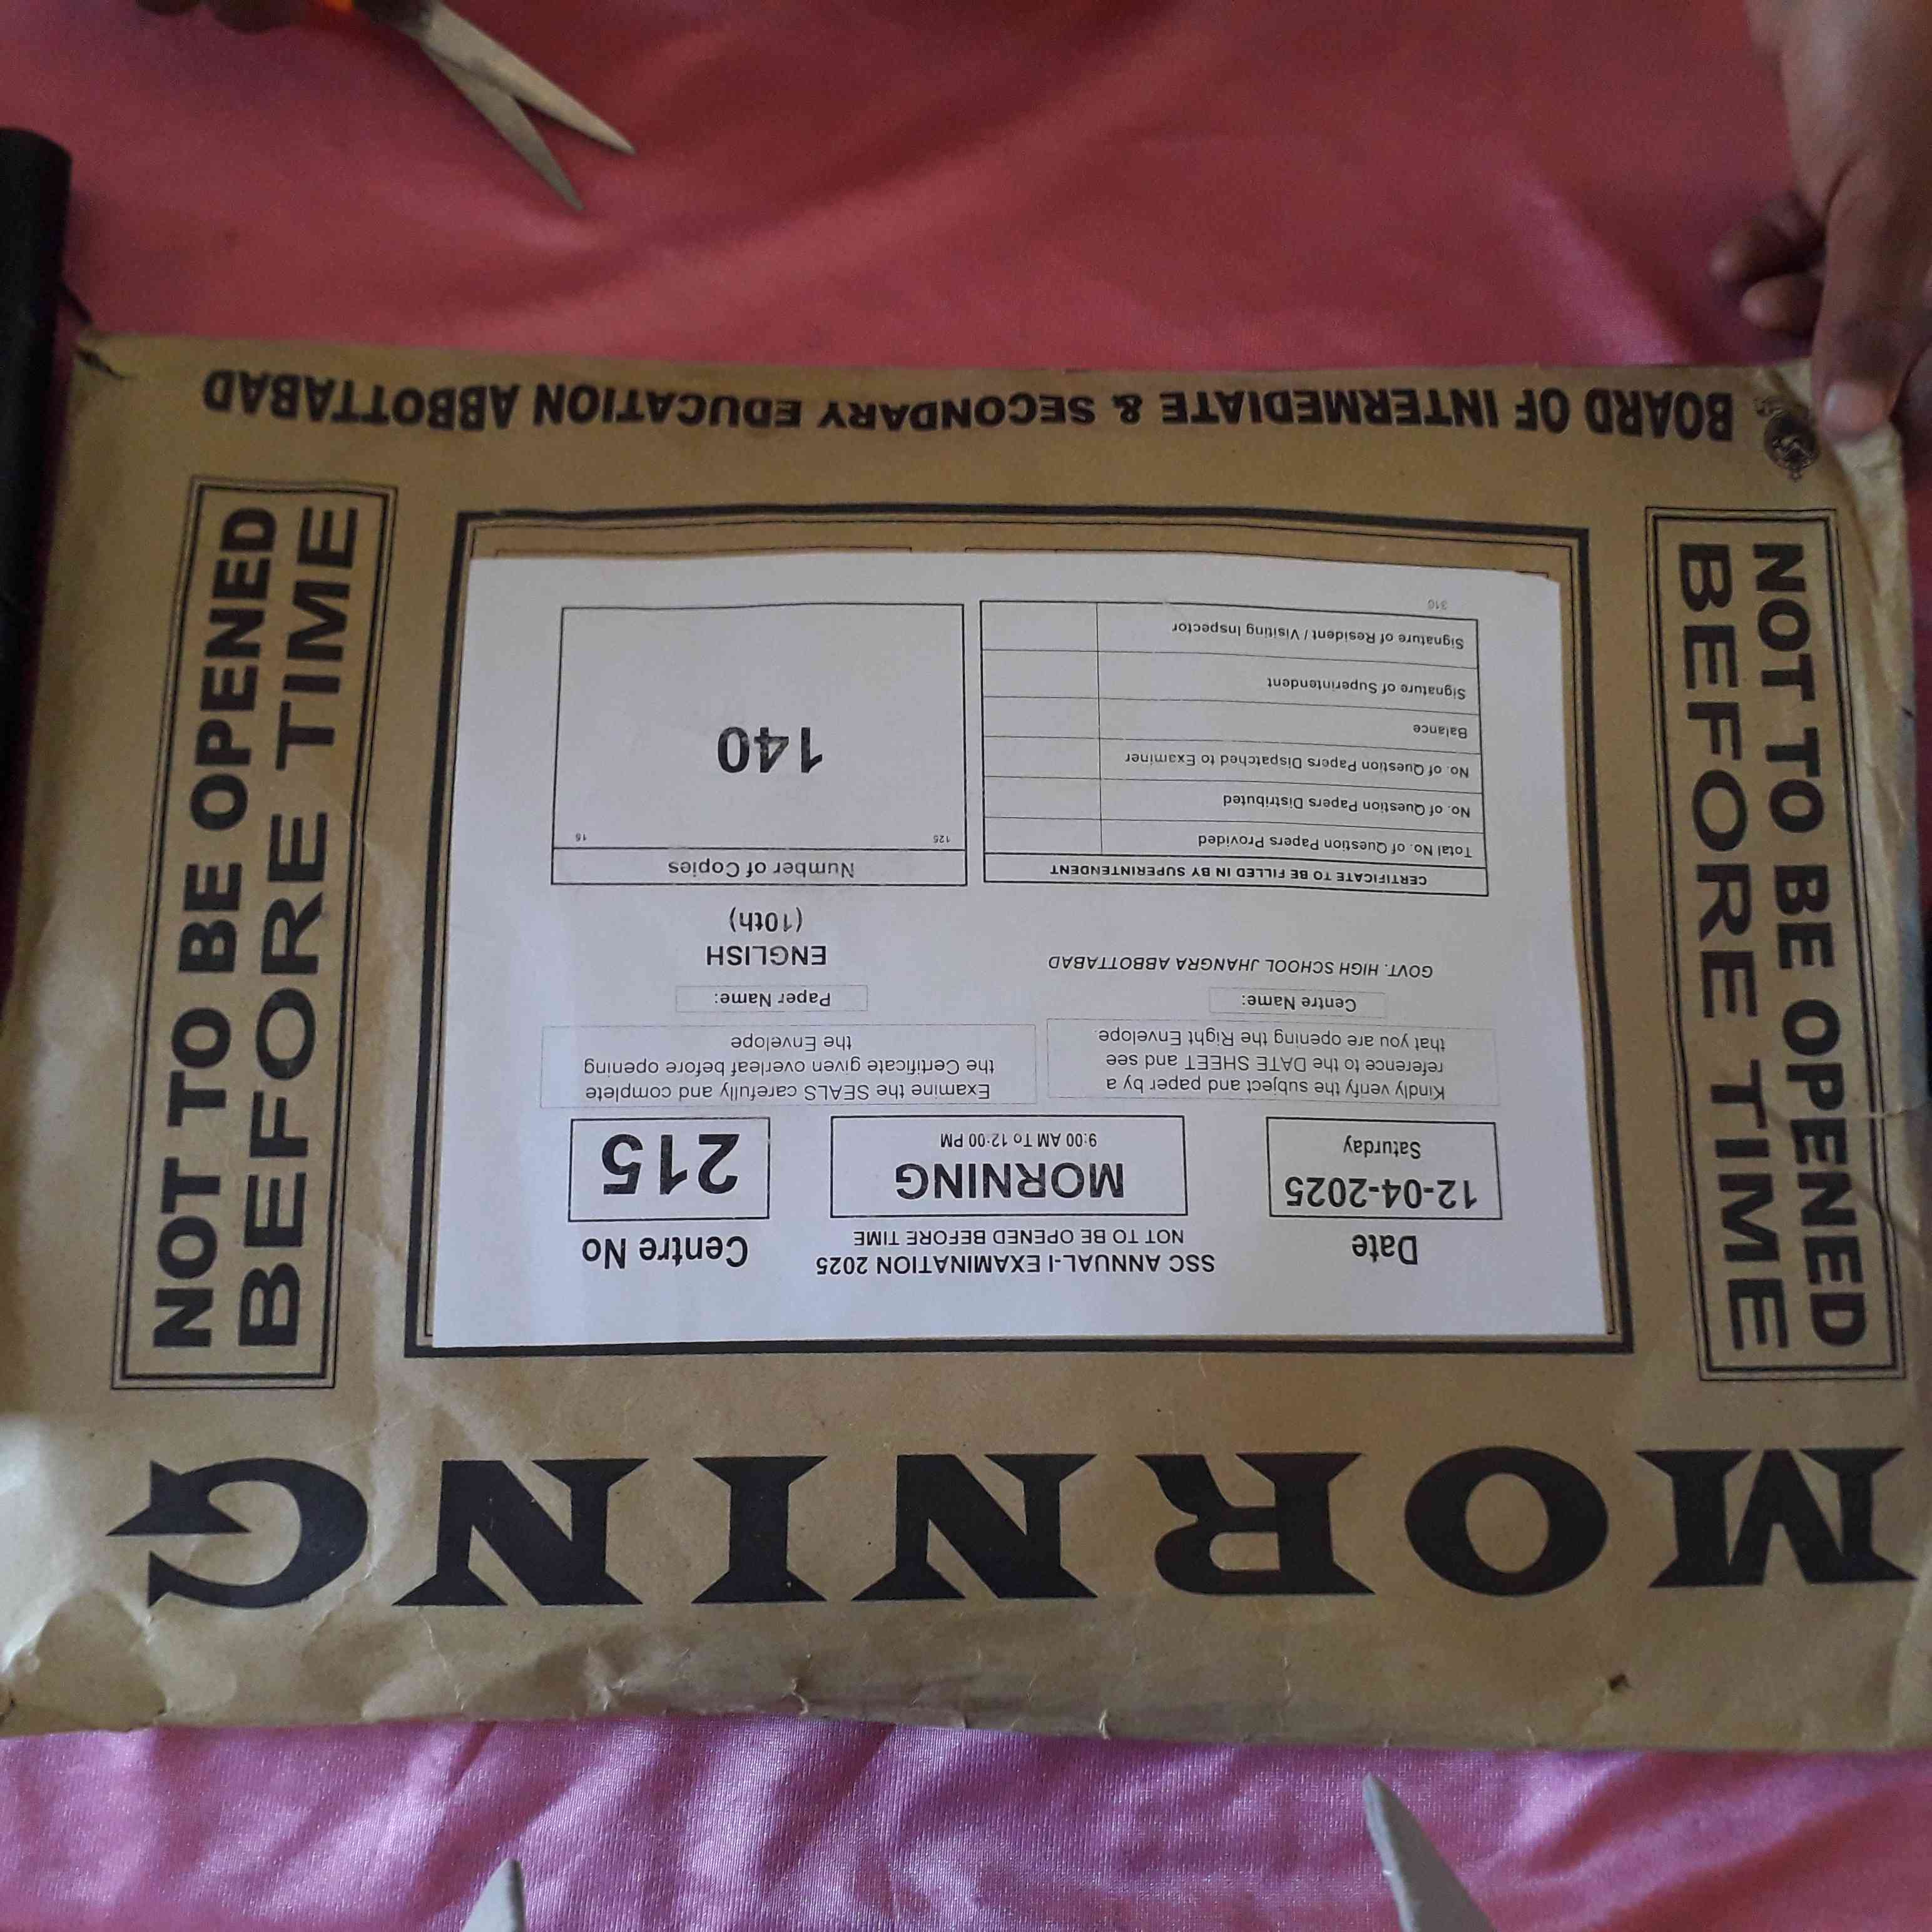 BOARD OF INTERMEDIATE & SECONDARY EDUCATION ABBOTTABAD
MORNING
NOT TO BE OPENED
BEFORE TIME
NOT TO BE OPENED
BEFORE TIME
SSC ANNUAL-I EXAMINATION 2025
NOT TO BE OPENED BEFORE TIME
Date
12-04-2025
Saturday
MORNING
9:00 AM To 12:00 PM
Centre No
215
Kindly verify the subject and paper by a
reference to the DATE SHEET and see
that you are opening the Right Envelope.
Examine the SEALS carefully and complete
the Certificate given overleaf before opening
the Envelope
Centre Name:
GOVT. HIGH SCHOOL JHANGRA ABBOTTABAD
Paper Name:
ENGLISH
(10th)
CERTIFICATE TO BE FILLED IN BY SUPERINTENDENT
Total No. of Question Papers Provided
No. of Question Papers Distributed
No. of Question Papers Dispatched to Examiner
Balance
Signature of Superintendent
Signature of Resident / Visiting Inspector
310
Number of Copies
125 15
140